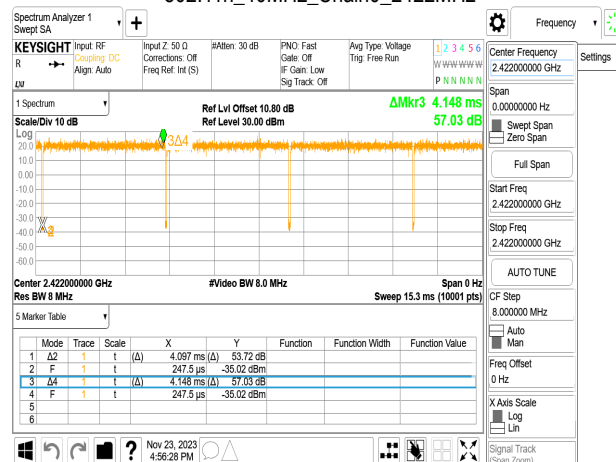 Spectrum Analyzer 1
Swept SA
Frequency
Settings
KEYSIGHT
R
LXI
Input: RF
Coupling: DC
Align: Auto
Input Z: 50 Ω
Corrections: Off
Freq Ref: Int (S)
#Atten: 30 dB
PNO: Fast
Gate: Off
IF Gain: Low
Sig Track: Off
Avg Type: Voltage
Trig: Free Run
1 2 3 4 5 6
W W W W W W
P N N N N N
1 Spectrum
Scale/Div 10 dB
Ref Lvl Offset 10.80 dB
Ref Level 30.00 dBm
ΔMkr3 4.148 ms
57.03 dB
Log
20.0
10.0
0.00
-10.0
-20.0
-30.0
-40.0
-50.0
-60.0
3Δ4
Center 2.422000000 GHz
#Video BW 8.0 MHz
Span 0 Hz
Res BW 8 MHz
Sweep 15.3 ms (10001 pts)
5 Marker Table
Mode Trace Scale X Y Function Function Width Function Value
1 Δ2 1 t (Δ) 4.097 ms (Δ) 53.72 dB
2 F 1 t 247.5 µs -35.02 dBm
3 Δ4 1 t (Δ) 4.148 ms (Δ) 57.03 dB
4 F 1 t 247.5 µs -35.02 dBm
5
6
Nov 23, 2023
4:56:28 PM
Center Frequency
2.422000000 GHz
Span
0.00000000 Hz
Swept Span
Zero Span
Full Span
Start Freq
2.422000000 GHz
Stop Freq
2.422000000 GHz
AUTO TUNE
CF Step
8.000000 MHz
Auto
Man
Freq Offset
0 Hz
X Axis Scale
Log
Lin
Signal Track
(Span Zoom)